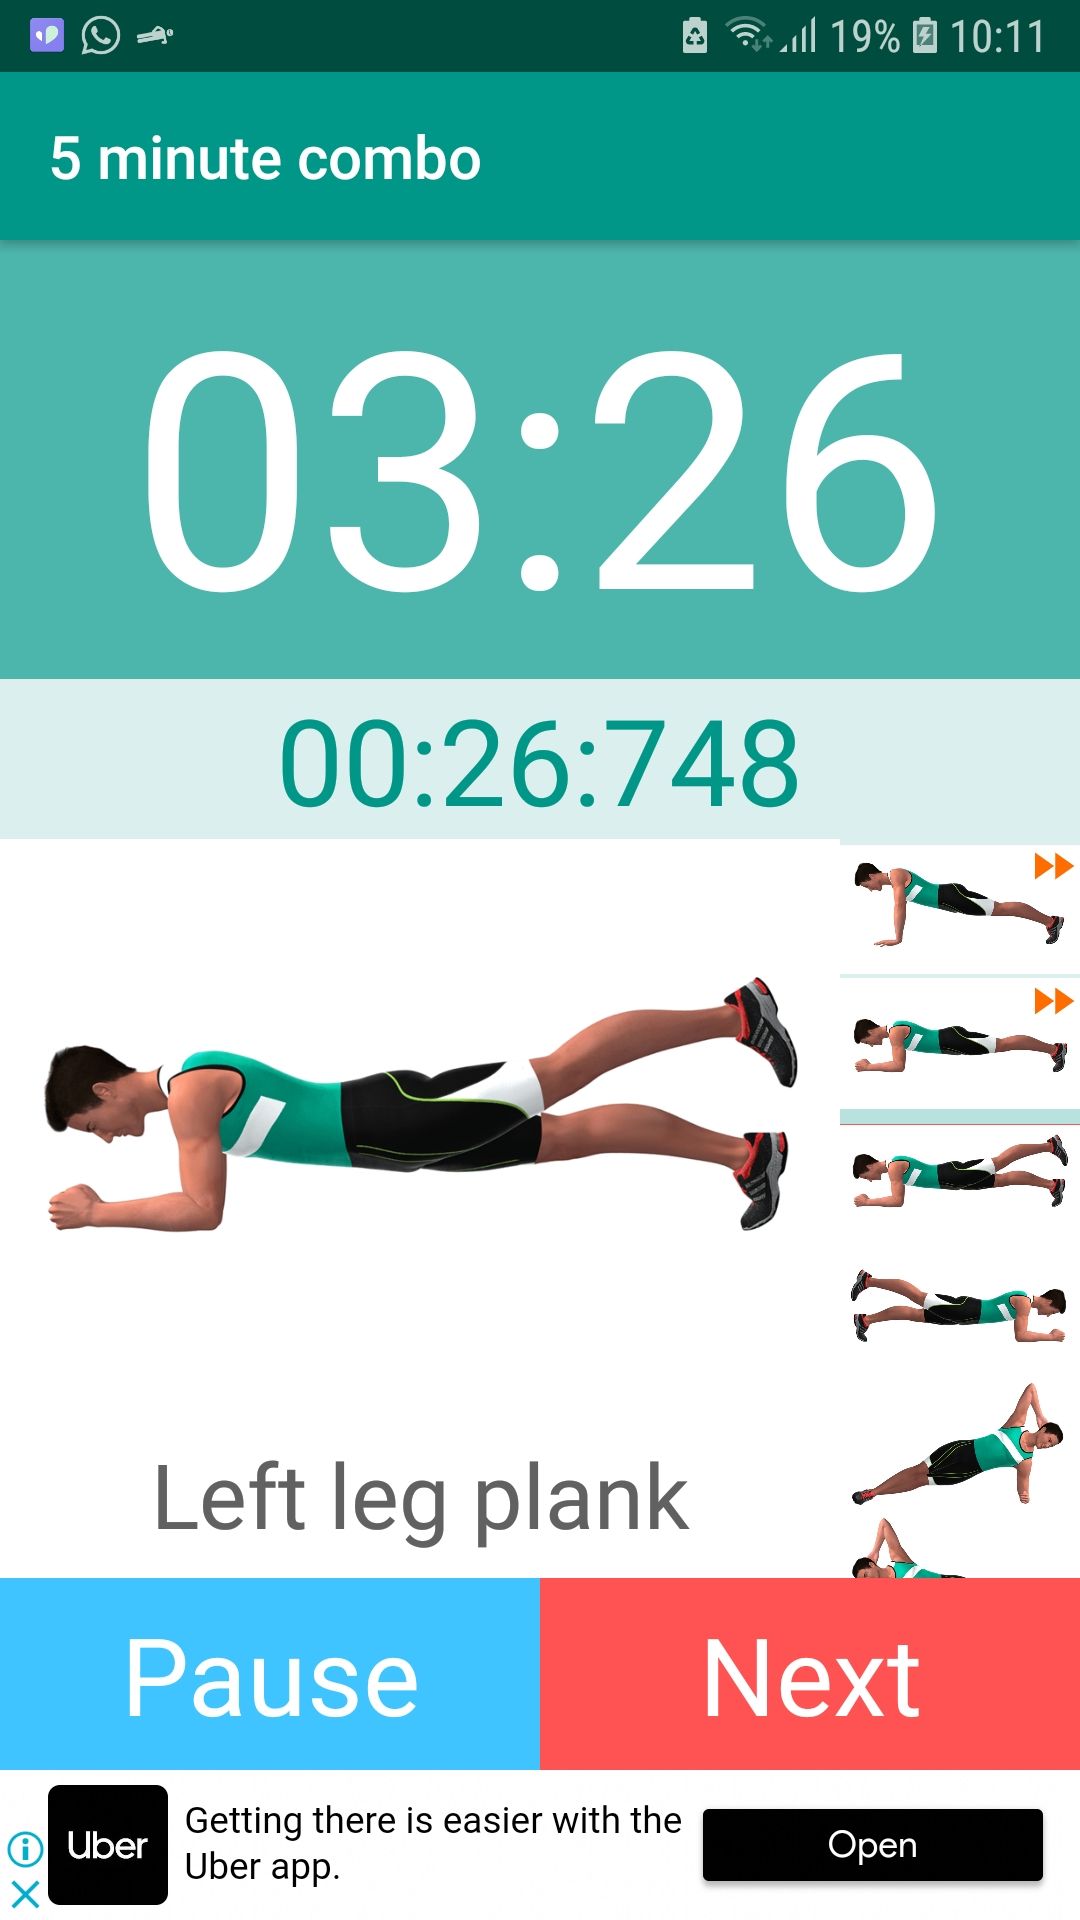 19% 10:11
5 minute combo
03:26
00:26:748
Left leg plank
Pause Next
Uber
Getting there is easier with the
Uber app.
Open